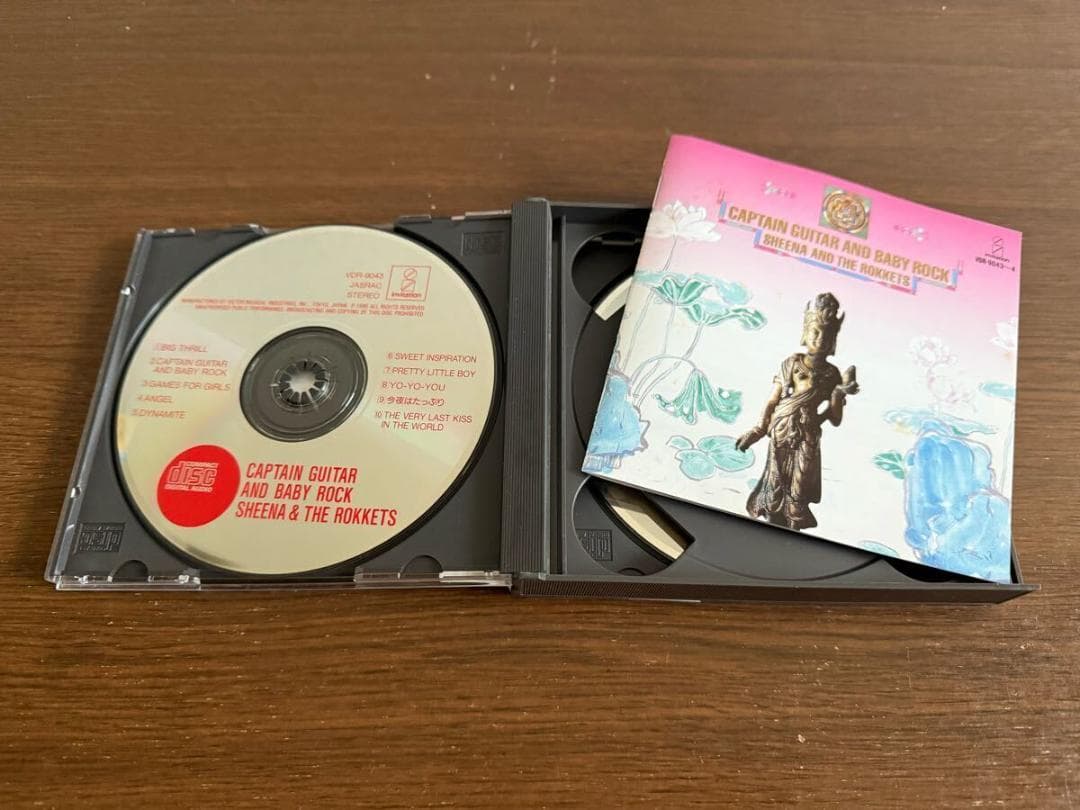 VDR-9043
JASRAC
STEREO
invitation
1 BIG THRILL
2 CAPTAIN GUITAR
AND BABY ROCK
3 GAMES FOR GIRLS
4 ANGEL
5 DYNAMITE
6 SWEET INSPIRATION
7 PRETTY LITTLE BOY
8 YO-YO-YOU
9 今夜はたっぷり
10 THE VERY LAST KISS
IN THE WORLD
COMPACT
disc
DIGITAL AUDIO
CAPTAIN GUITAR
AND BABY ROCK
SHEENA & THE ROKKETS
CAPTAIN GUITAR AND BABY ROCK
SHEENA AND THE ROKKETS
invitation
VDR-9043~4